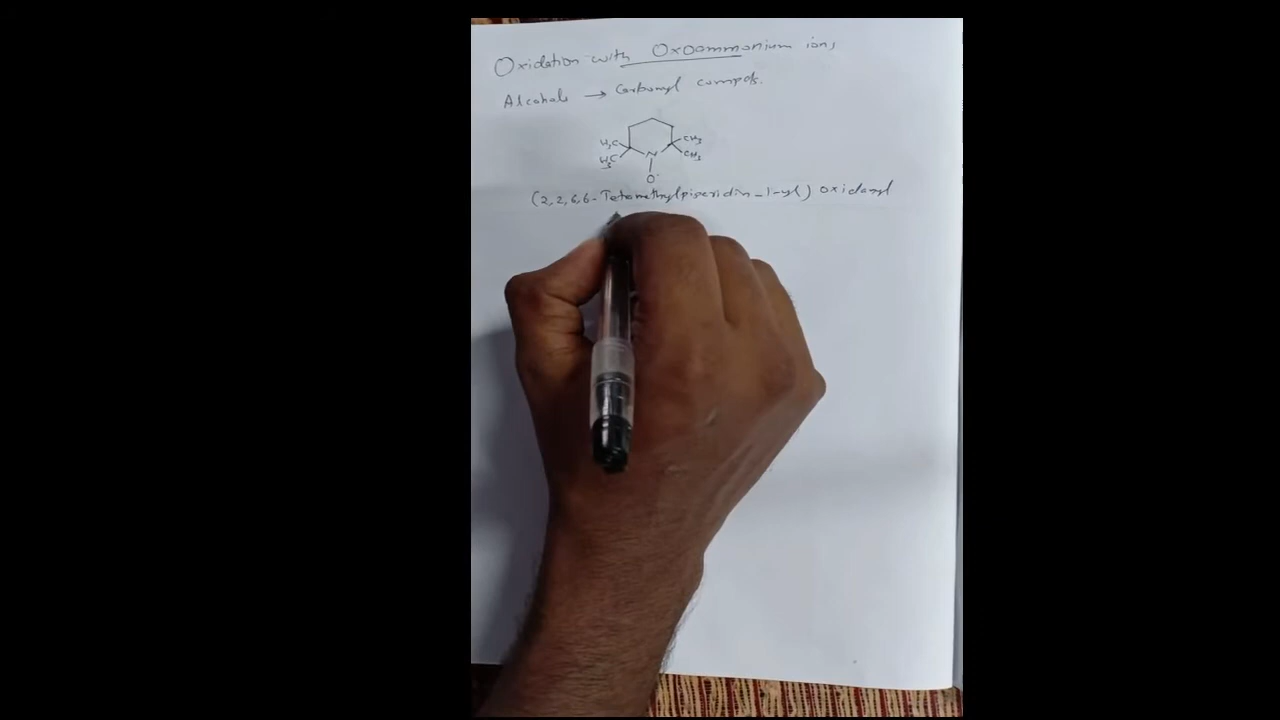 Oxidation with Oxoammonium ions
Alcohols → Carbonyl compds.
H₃C CH₃
H₃C N CH₃
O·
(2,2,6,6-Tetramethylpiperidin-1-yl) oxidanyl